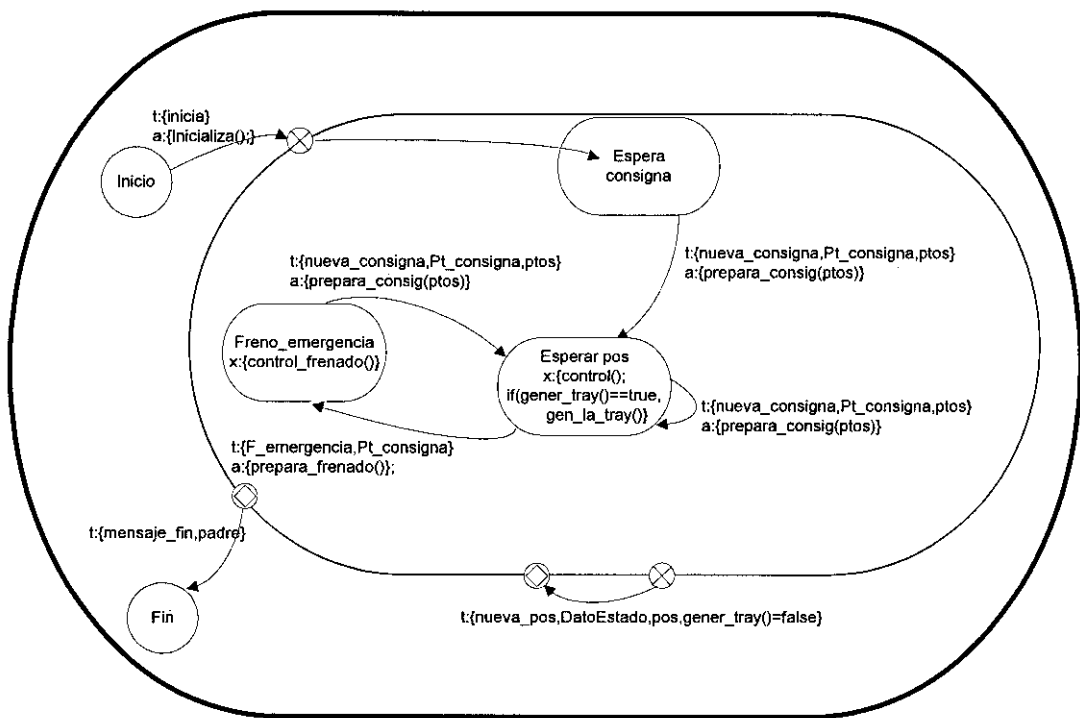 t:{inicia}
a:{Inicializa();}
Inicio
Espera
consigna
t:{nueva_consigna,Pt_consigna,ptos}
a:{prepara_consig(ptos)}
t:{nueva_consigna,Pt_consigna,ptos}
a:{prepara_consig(ptos)}
Freno_emergencia
x:{control_frenado()}
Esperar pos
x:{control();
if(gener_tray()==true,
gen_la_tray()}
t:{nueva_consigna,Pt_consigna,ptos}
a:{prepara_consig(ptos)}
t:{F_emergencia,Pt_consigna}
a:{prepara_frenado()};
t:{mensaje_fin,padre}
Fin
t:{nueva_pos,DatoEstado,pos,gener_tray()=false}